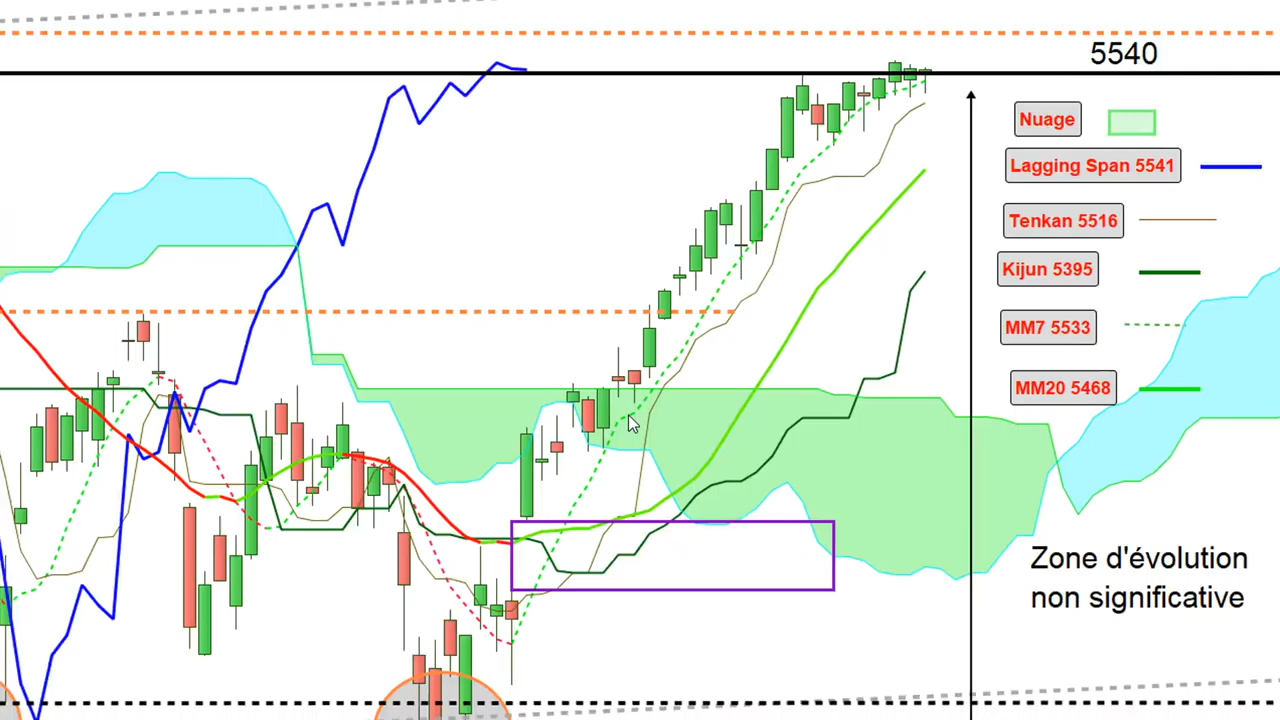 5540
Nuage
Lagging Span 5541
Tenkan 5516
Kijun 5395
MM7 5533
MM20 5468
Zone d'évolution
non significative